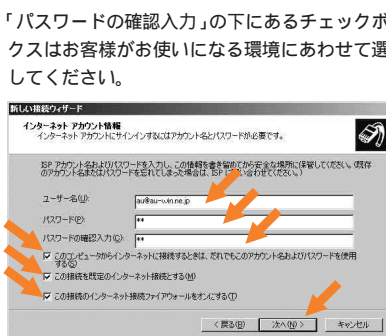 「パスワードの確認入力」の下にあるチェックボ
クスはお客様がお使いになる環境にあわせて選
してください。
新しい接続ウィザード
インターネット アカウント情報
インターネット アカウントにサインインするにはアカウント名とパスワードが必要です。
ISP アカウント名およびパスワードを入力し、この情報を書き留めてから安全な場所に保管してください。(既存
のアカウント名またはパスワードを忘れてしまった場合は、ISP に問い合わせてください。)
ユーザー名(U):
au@au-win.ne.jp
パスワード(P):
**
パスワードの確認入力(C):
**
このコンピュータからインターネットに接続するときは、だれでもこのアカウント名およびパスワードを使用
する(S)
この接続を既定のインターネット接続とする(M)
この接続のインターネット接続ファイアウォールをオンにする(T)
< 戻る(B)
次へ(N) >
キャンセル